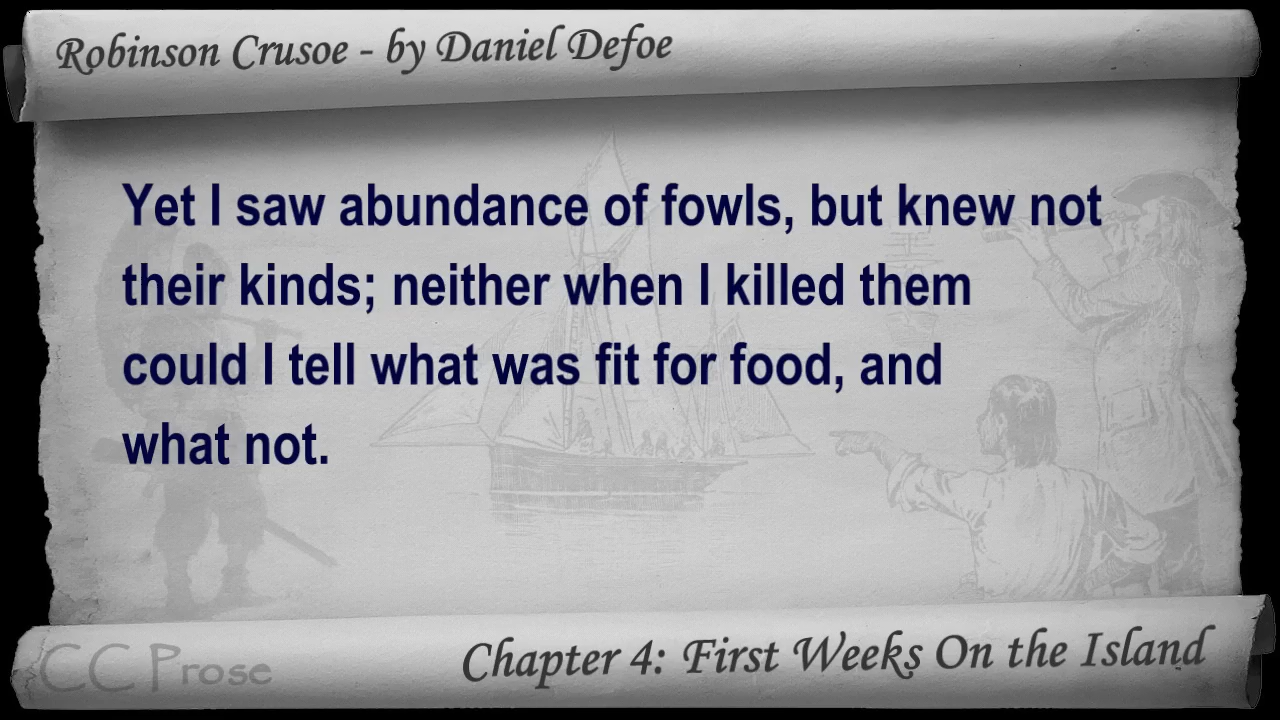 Robinson Crusoe - by Daniel Defoe
Yet I saw abundance of fowls, but knew not
their kinds; neither when I killed them
could I tell what was fit for food, and
what not.
CC Prose
Chapter 4: First Weeks On the Island